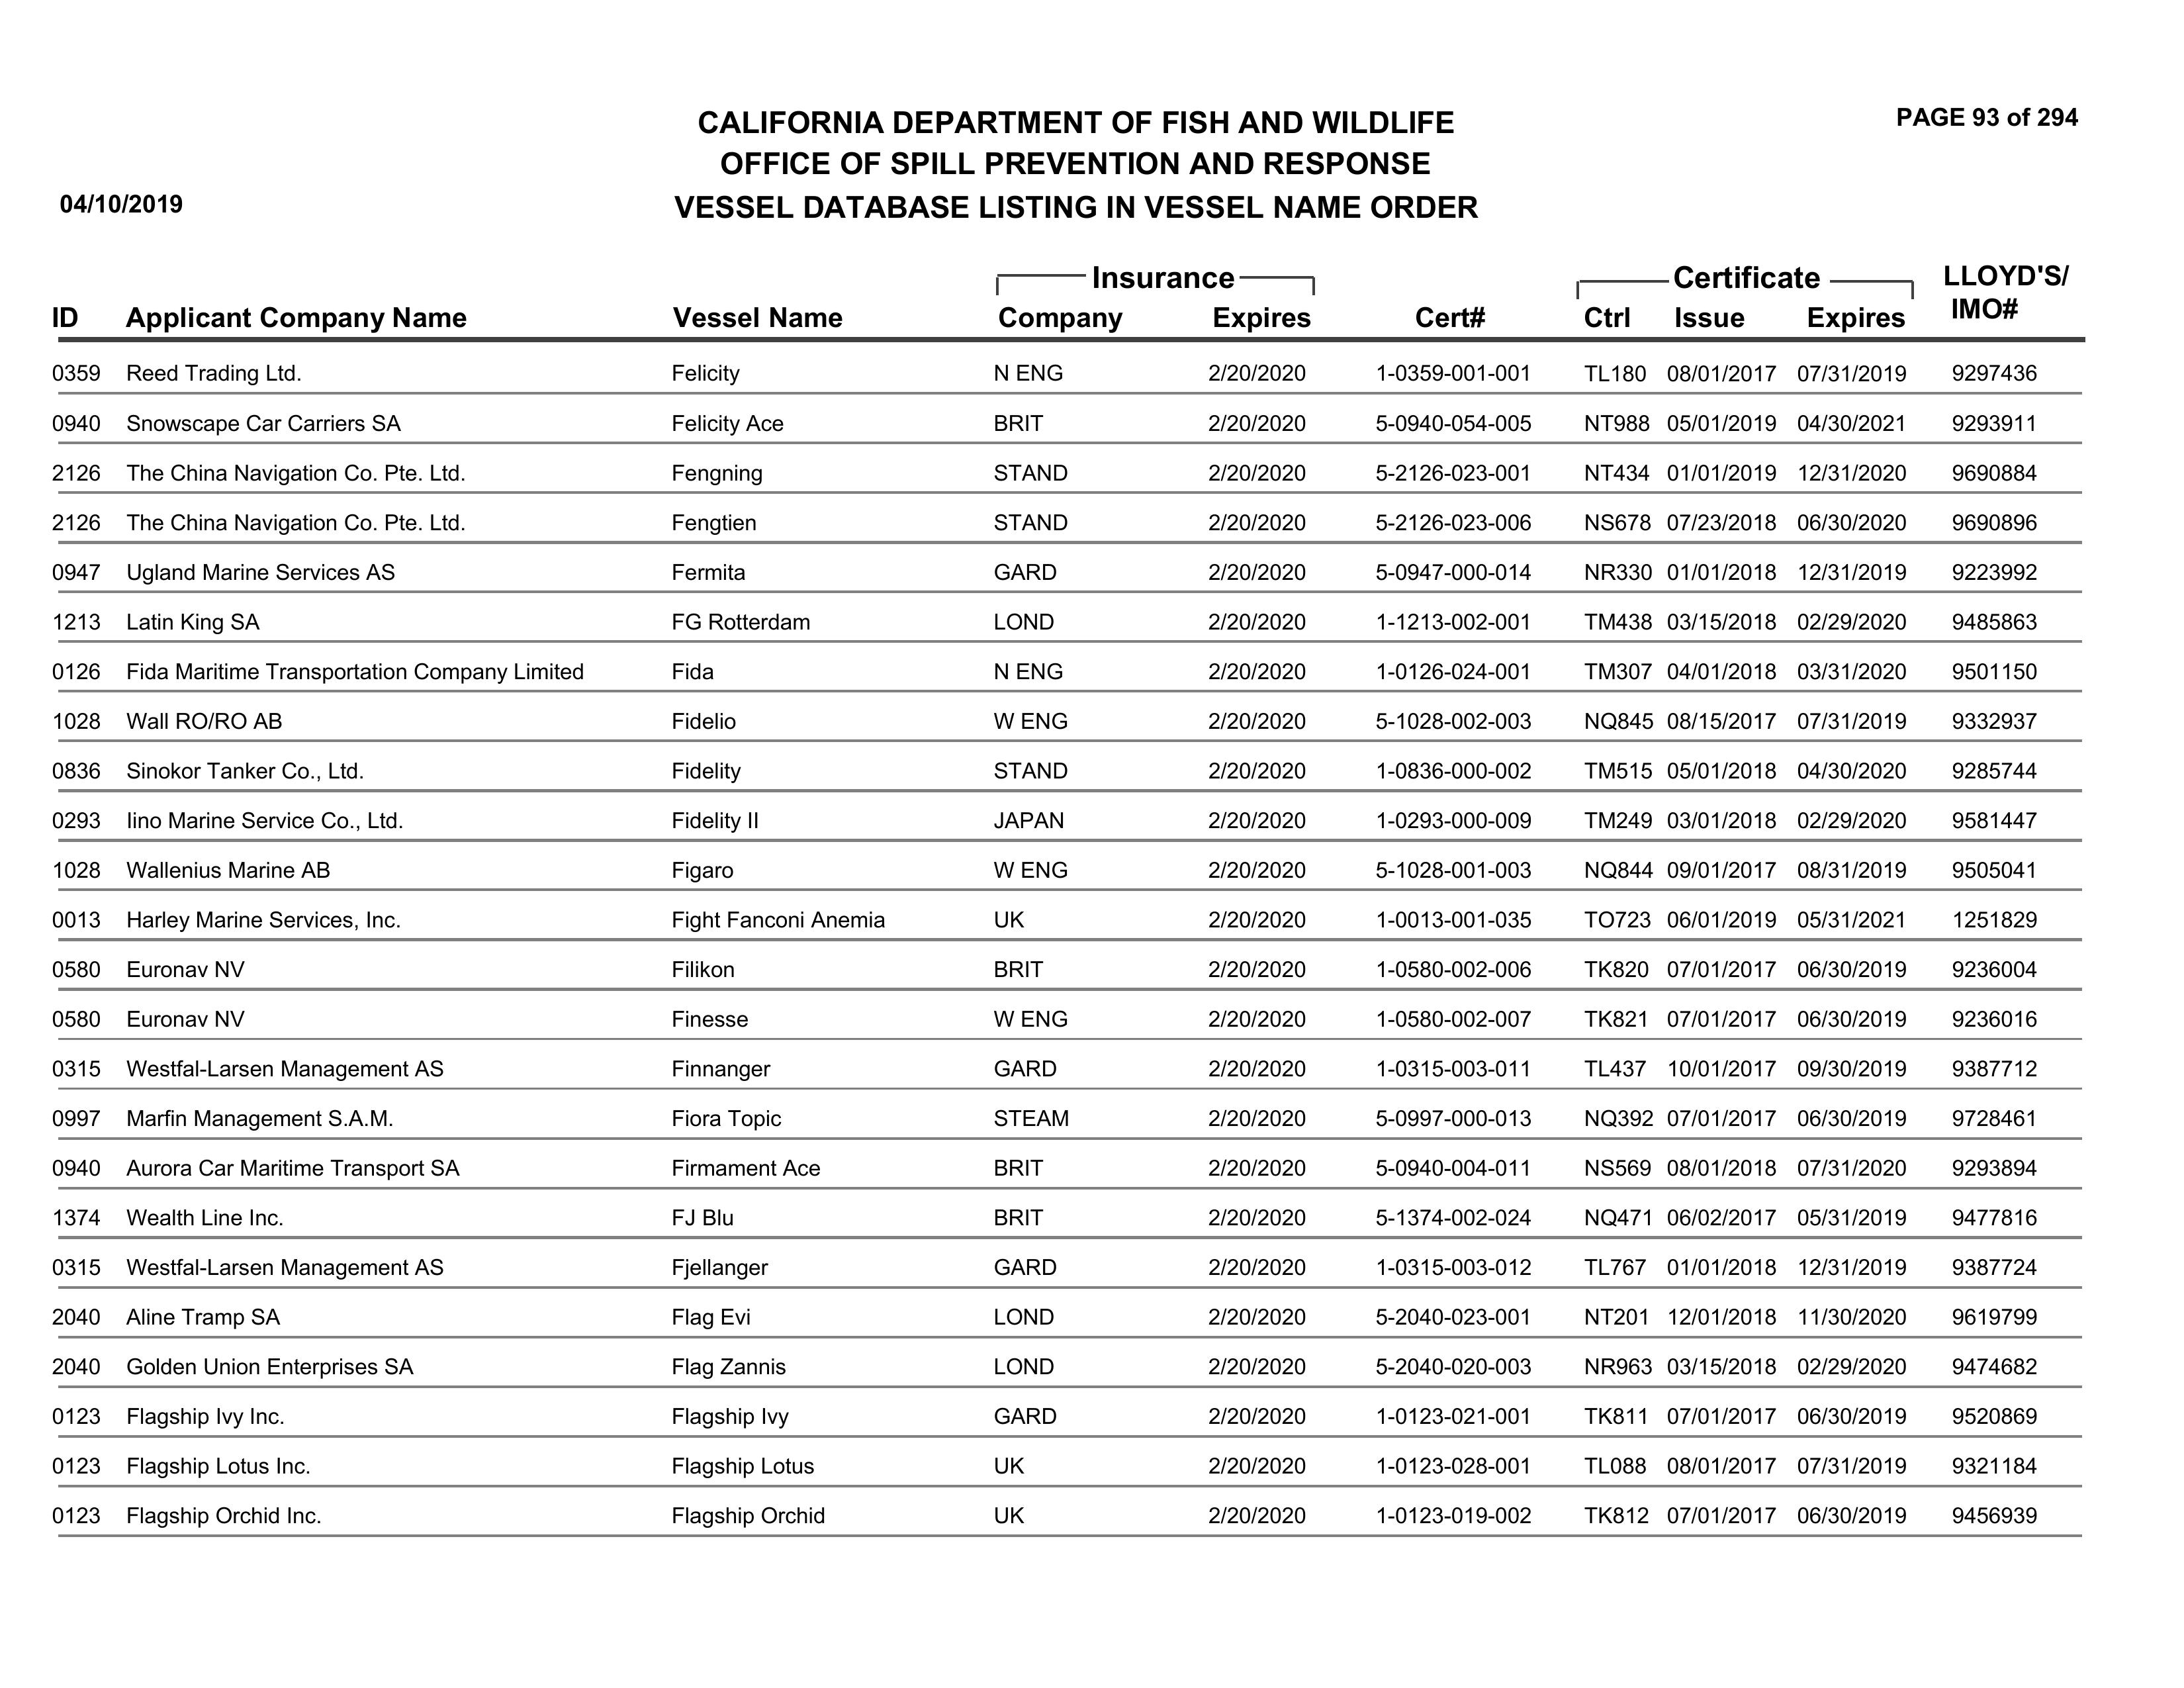 PAGE 93 of 294
CALIFORNIA DEPARTMENT OF FISH AND WILDLIFE
OFFICE OF SPILL PREVENTION AND RESPONSE
04/10/2019 VESSEL DATABASE LISTING IN VESSEL NAME ORDER
Insurance Certificate LLOYD'S/
ID Applicant Company Name Vessel Name Company Expires Cert# Ctrl Issue Expires IMO#
0359 Reed Trading Ltd. Felicity N ENG 2/20/2020 1-0359-001-001 TL180 08/01/2017 07/31/2019 9297436
0940 Snowscape Car Carriers SA Felicity Ace BRIT 2/20/2020 5-0940-054-005 NT988 05/01/2019 04/30/2021 9293911
2126 The China Navigation Co. Pte. Ltd. Fengning STAND 2/20/2020 5-2126-023-001 NT434 01/01/2019 12/31/2020 9690884
2126 The China Navigation Co. Pte. Ltd. Fengtien STAND 2/20/2020 5-2126-023-006 NS678 07/23/2018 06/30/2020 9690896
0947 Ugland Marine Services AS Fermita GARD 2/20/2020 5-0947-000-014 NR330 01/01/2018 12/31/2019 9223992
1213 Latin King SA FG Rotterdam LOND 2/20/2020 1-1213-002-001 TM438 03/15/2018 02/29/2020 9485863
0126 Fida Maritime Transportation Company Limited Fida N ENG 2/20/2020 1-0126-024-001 TM307 04/01/2018 03/31/2020 9501150
1028 Wall RO/RO AB Fidelio W ENG 2/20/2020 5-1028-002-003 NQ845 08/15/2017 07/31/2019 9332937
0836 Sinokor Tanker Co., Ltd. Fidelity STAND 2/20/2020 1-0836-000-002 TM515 05/01/2018 04/30/2020 9285744
0293 Iino Marine Service Co., Ltd. Fidelity II JAPAN 2/20/2020 1-0293-000-009 TM249 03/01/2018 02/29/2020 9581447
1028 Wallenius Marine AB Figaro W ENG 2/20/2020 5-1028-001-003 NQ844 09/01/2017 08/31/2019 9505041
0013 Harley Marine Services, Inc. Fight Fanconi Anemia UK 2/20/2020 1-0013-001-035 TO723 06/01/2019 05/31/2021 1251829
0580 Euronav NV Filikon BRIT 2/20/2020 1-0580-002-006 TK820 07/01/2017 06/30/2019 9236004
0580 Euronav NV Finesse W ENG 2/20/2020 1-0580-002-007 TK821 07/01/2017 06/30/2019 9236016
0315 Westfal-Larsen Management AS Finnanger GARD 2/20/2020 1-0315-003-011 TL437 10/01/2017 09/30/2019 9387712
0997 Marfin Management S.A.M. Fiora Topic STEAM 2/20/2020 5-0997-000-013 NQ392 07/01/2017 06/30/2019 9728461
0940 Aurora Car Maritime Transport SA Firmament Ace BRIT 2/20/2020 5-0940-004-011 NS569 08/01/2018 07/31/2020 9293894
1374 Wealth Line Inc. FJ Blu BRIT 2/20/2020 5-1374-002-024 NQ471 06/02/2017 05/31/2019 9477816
0315 Westfal-Larsen Management AS Fjellanger GARD 2/20/2020 1-0315-003-012 TL767 01/01/2018 12/31/2019 9387724
2040 Aline Tramp SA Flag Evi LOND 2/20/2020 5-2040-023-001 NT201 12/01/2018 11/30/2020 9619799
2040 Golden Union Enterprises SA Flag Zannis LOND 2/20/2020 5-2040-020-003 NR963 03/15/2018 02/29/2020 9474682
0123 Flagship Ivy Inc. Flagship Ivy GARD 2/20/2020 1-0123-021-001 TK811 07/01/2017 06/30/2019 9520869
0123 Flagship Lotus Inc. Flagship Lotus UK 2/20/2020 1-0123-028-001 TL088 08/01/2017 07/31/2019 9321184
0123 Flagship Orchid Inc. Flagship Orchid UK 2/20/2020 1-0123-019-002 TK812 07/01/2017 06/30/2019 9456939